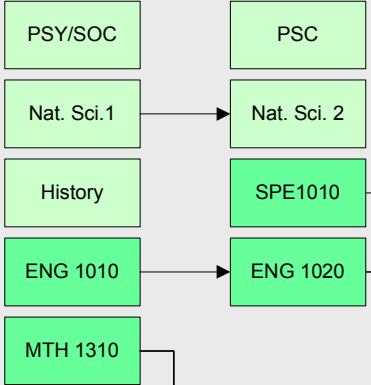 PSY/SOC
PSC
Nat. Sci.1
Nat. Sci. 2
History
SPE1010
ENG 1010
ENG 1020
MTH 1310